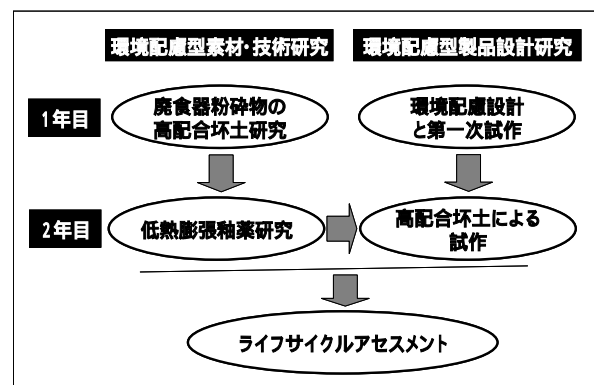 環境配慮型素材・技術研究
環境配慮型製品設計研究
1年目
廃食器粉砕物の
高配合坏土研究
環境配慮設計
と第一次試作
2年目
低熱膨張釉薬研究
高配合坏土による
試作
ライフサイクルアセスメント